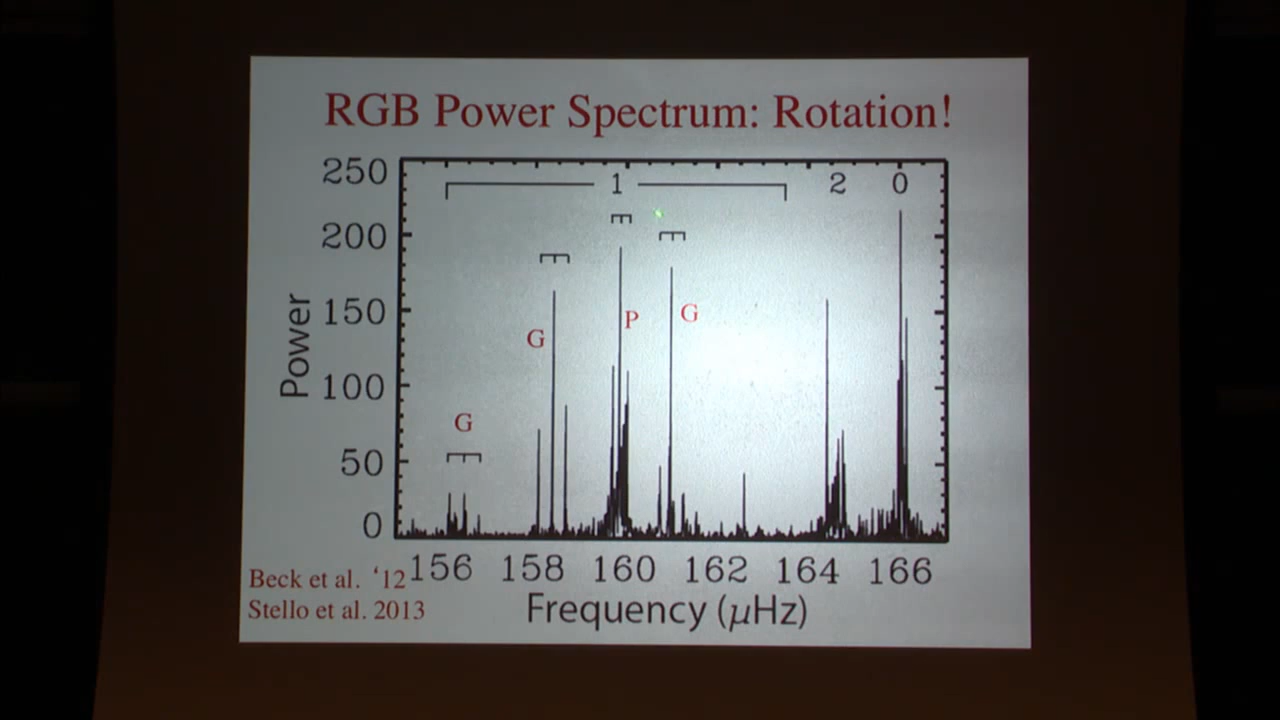 RGB Power Spectrum: Rotation!
250
200
150
100
50
0
Power
1
2
0
G
G
P
G
156 158 160 162 164 166
Frequency (μHz)
Beck et al. ‘12
Stello et al. 2013